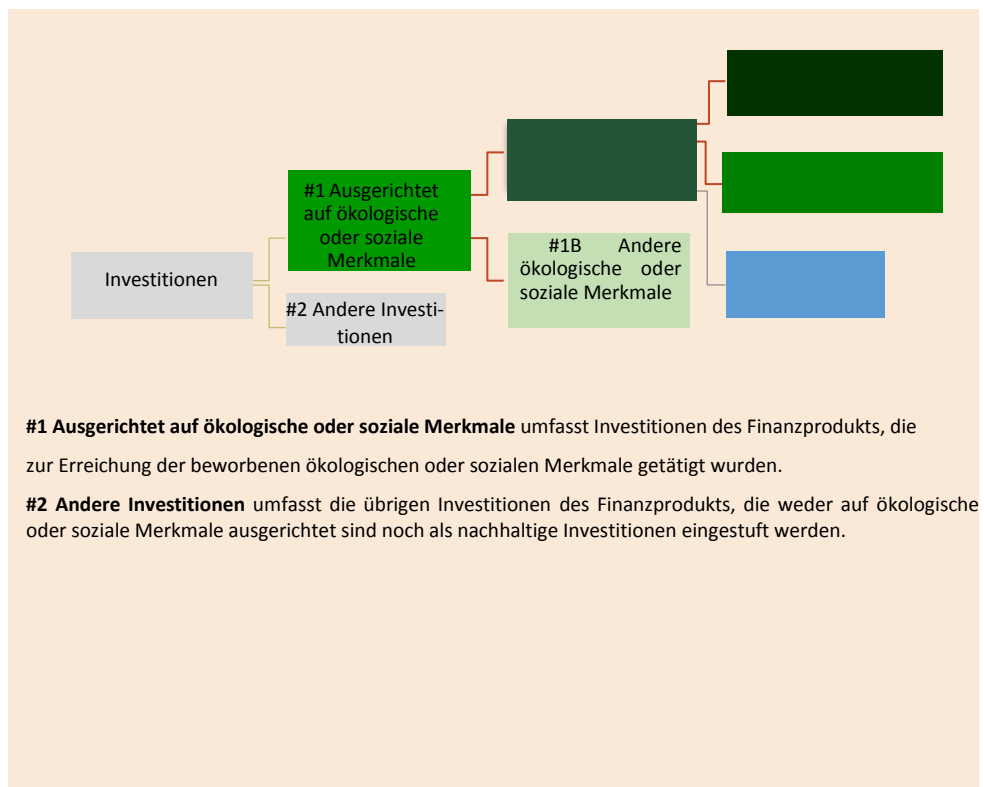 Investitionen
#1 Ausgerichtet
auf ökologische
oder soziale
Merkmale
#2 Andere Investi-
tionen
#1B Andere
ökologische oder
soziale Merkmale
#1 Ausgerichtet auf ökologische oder soziale Merkmale umfasst Investitionen des Finanzprodukts, die
zur Erreichung der beworbenen ökologischen oder sozialen Merkmale getätigt wurden.
#2 Andere Investitionen umfasst die übrigen Investitionen des Finanzprodukts, die weder auf ökologische
oder soziale Merkmale ausgerichtet sind noch als nachhaltige Investitionen eingestuft werden.